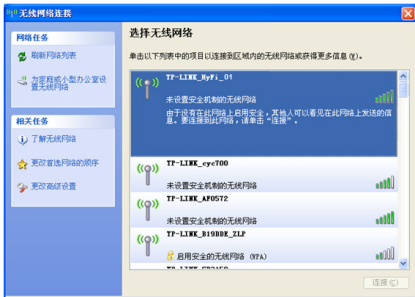 无线网络连接
网络任务
刷新网络列表
为家庭或小型办公室设
置无线网络
相关任务
了解无线网络
更改首选网络的顺序
更改高级设置
选择无线网络
单击以下列表中的项目以连接到区域内的无线网络或获得更多信息(W)。
TP-LINK_HyFi_01
未设置安全机制的无线网络
由于没有在此网络上启用安全，其他人可以看见在此网络上发送的信
息。要连接到此网络，请单击“连接”。
TP-LINK_cyc700
未设置安全机制的无线网络
TP-LINK_AF0572
未设置安全机制的无线网络
TP-LINK_B19DDE_ZLP
启用安全的无线网络 (WPA)
连接(C)